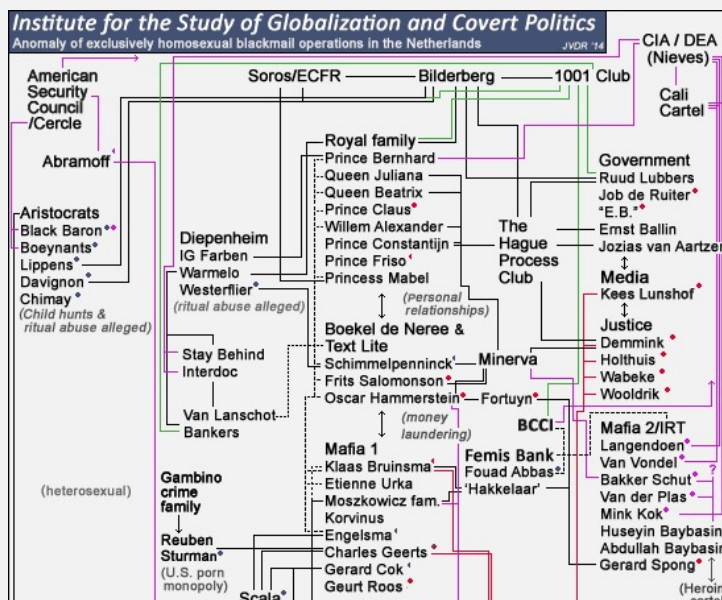 Institute for the Study of Globalization and Covert Politics
Anomaly of exclusively homosexual blackmail operations in the Netherlands
JVDR '14
CIA / DEA
(Nieves)
Cali
Cartel
American
Security
Council
/Cercle
Abramoff
Soros/ECFR
Bilderberg
1001 Club
Aristocrats
Black Baron
Boeynants
Lippens
Davignon
Chimay
(Child hunts &
ritual abuse alleged)
Diepenheim
IG Farben
Warmelo
Westerflier
(ritual abuse alleged)
Stay Behind
Interdoc
Van Lanschot
Bankers
Royal family
Prince Bernhard
Queen Juliana
Queen Beatrix
Prince Claus
Willem Alexander
Prince Constantijn
Prince Friso
Princess Mabel
(Personal
relationships)
Boekel de Neree &
Text Lite
Schimmelpenninck
Frits Salomonson
Oscar Hammerstein
(money
laundering)
The
Hague
Process
Club
Minerva
Fortuyn
BCCI
Femis Bank
Fouad Abbas
'Hakkelaar'
Government
Ruud Lubbers
Job de Ruiter
"E.B."
Ernst Ballin
Jozias van Aartzen
Media
Kees Lunshof
Justice
Demmink
Holthuis
Wabeke
Wooldrik
Mafia 2/IRT
Langendoen
Van Vondel
Bakker Schut
?
Van der Plas
Mink Kok
Huseyin Baybasin
Abdullah Baybasin
Gerard Spong
(Heroin
Mafia 1
Klaas Bruinsma
Etienne Urka
Moszkowicz fam.
Korvinus
Engelsma
Charles Geerts
Gerard Cok
Geurt Roos
(heterosexual)
Gambino
crime
family
Reuben
Sturman
(U.S. porn
monopoly)
Scala